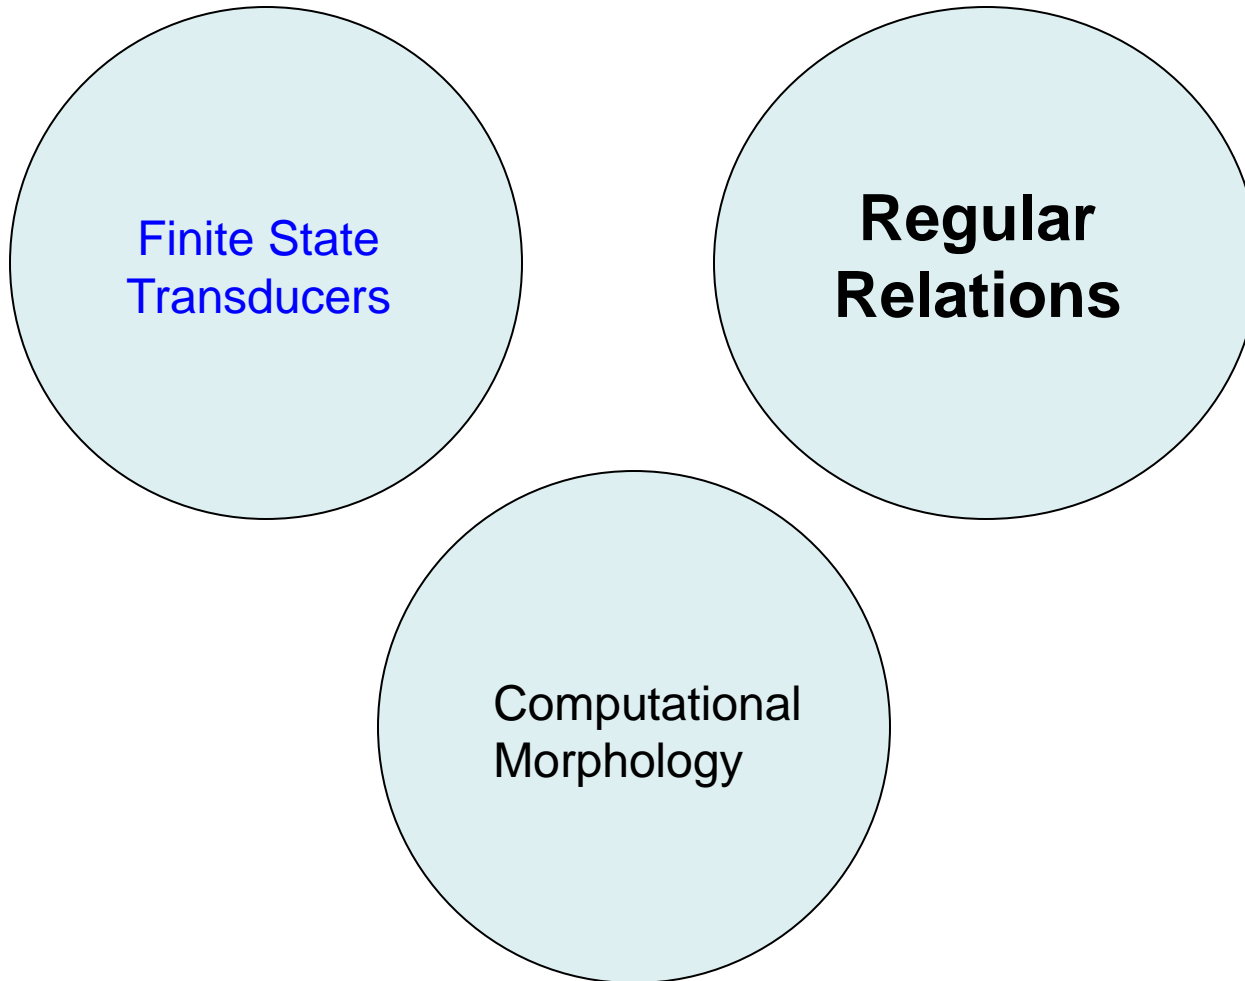 Finite State
Transducers
Regular
Relations
Computational
Morphology